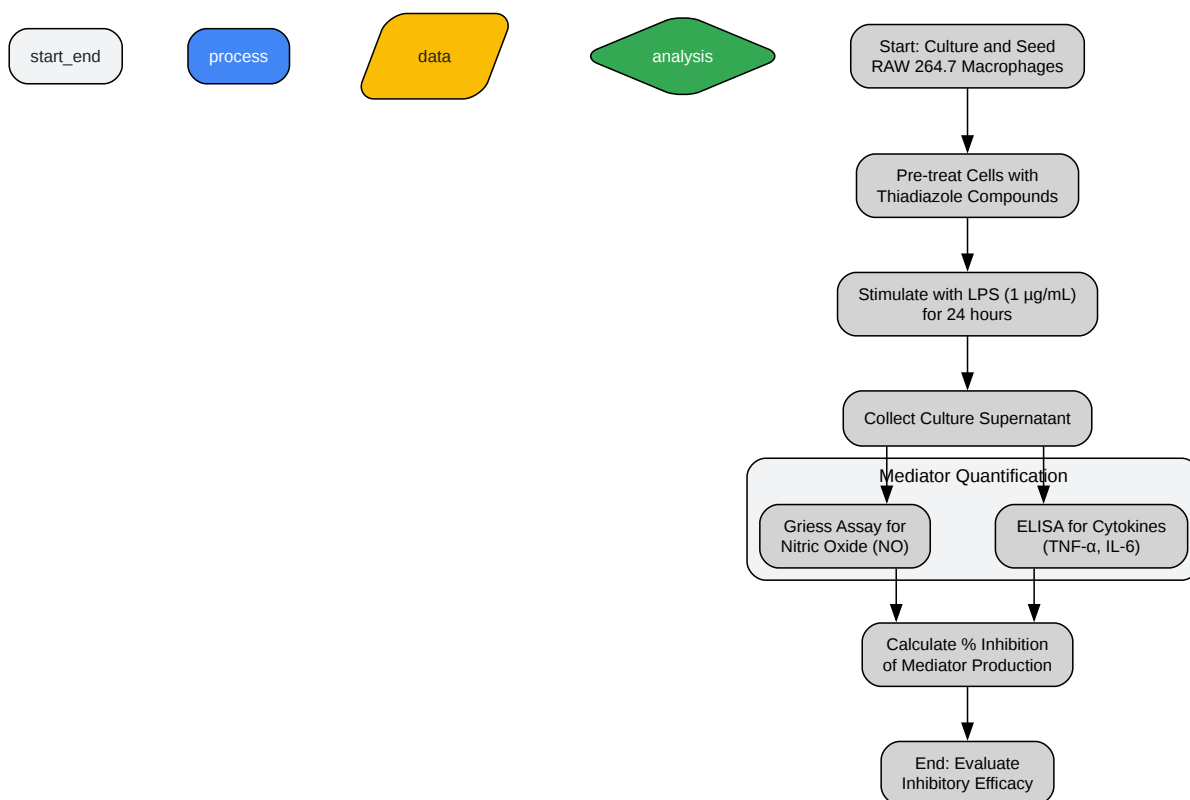 start_end
process
data
analysis
Start: Culture and Seed
RAW 264.7 Macrophages
Pre-treat Cells with
Thiadiazole Compounds
Stimulate with LPS (1 µg/mL)
for 24 hours
Collect Culture Supernatant
Mediator Quantification
Griess Assay for
Nitric Oxide (NO)
ELISA for Cytokines
(TNF-α, IL-6)
Calculate % Inhibition
of Mediator Production
End: Evaluate
Inhibitory Efficacy